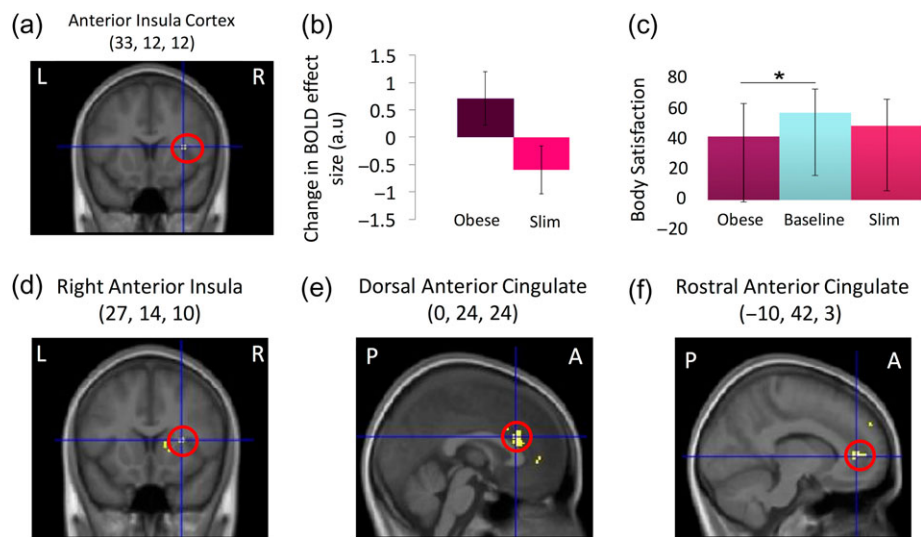 (a)
Anterior Insula Cortex
(33, 12, 12)
L
R
(b)
Change in BOLD effect
size (a.u)
1.5
1
0.5
0
−0.5
−1
−1.5
Obese
Slim
(c)
Body Satisfaction
80
60
40
20
0
−20
*
Obese
Baseline
Slim
(d)
Right Anterior Insula
(27, 14, 10)
L
R
(e)
Dorsal Anterior Cingulate
(0, 24, 24)
P
A
(f)
Rostral Anterior Cingulate
(−10, 42, 3)
P
A